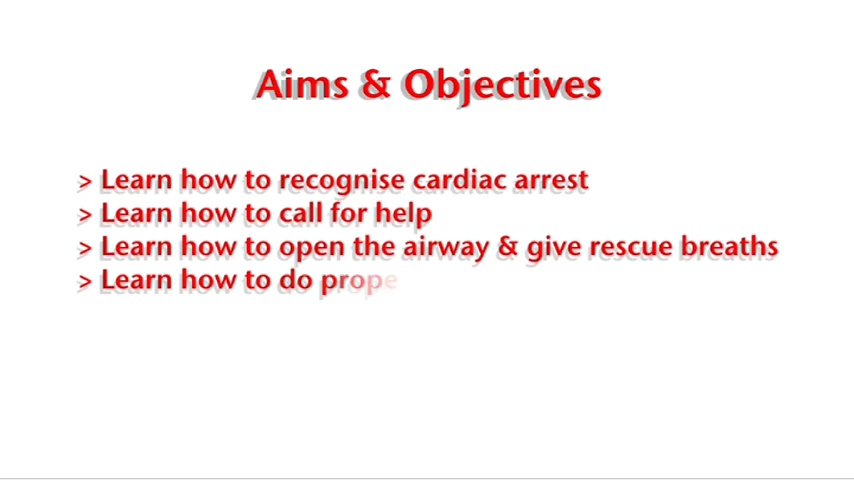 Aims & Objectives
> Learn how to recognise cardiac arrest
> Learn how to call for help
> Learn how to open the airway & give rescue breaths
> Learn how to do prope